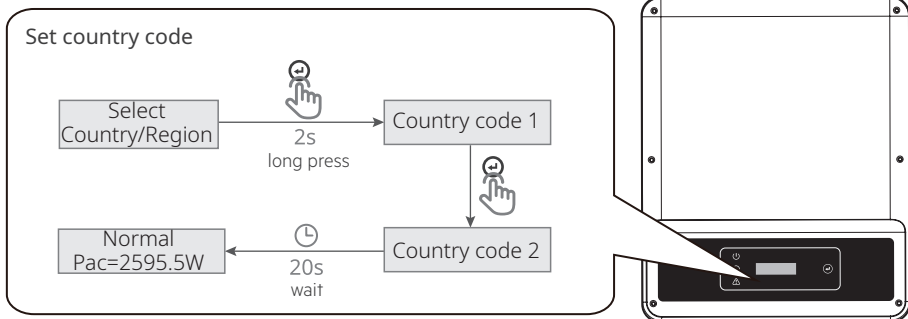 Set country code
Select
Country/Region
2s
long press
Country code 1
Normal
Pac=2595.5W
20s
wait
Country code 2